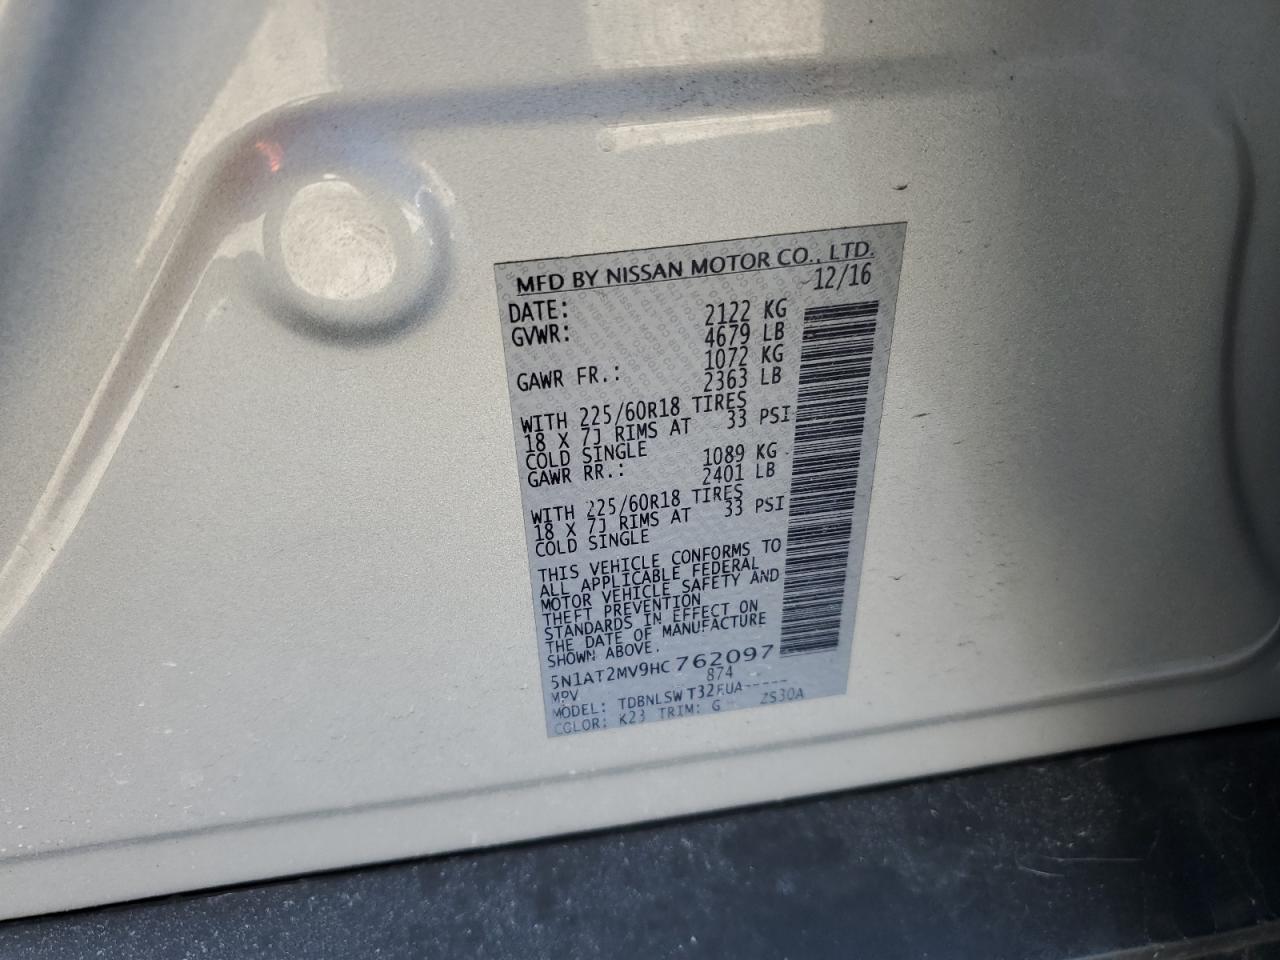 MFD BY NISSAN MOTOR CO., LTD.
DATE: 12/16
GVWR: 2122 KG
4679 LB
GAWR FR.: 1072 KG
2363 LB
WITH 225/60R18 TIRES
18 X 7J RIMS AT 33 PSI
COLD SINGLE
GAWR RR.: 1089 KG
2401 LB
WITH 225/60R18 TIRES
18 X 7J RIMS AT 33 PSI
COLD SINGLE
THIS VEHICLE CONFORMS TO
ALL APPLICABLE FEDERAL
MOTOR VEHICLE SAFETY AND
THEFT PREVENTION
STANDARDS IN EFFECT ON
THE DATE OF MANUFACTURE
SHOWN ABOVE.
5N1AT2MV9HC762097
MPV 874
MODEL: TDBNLSW T32FUA-----
COLOR: K23 TRIM: G ZS30A